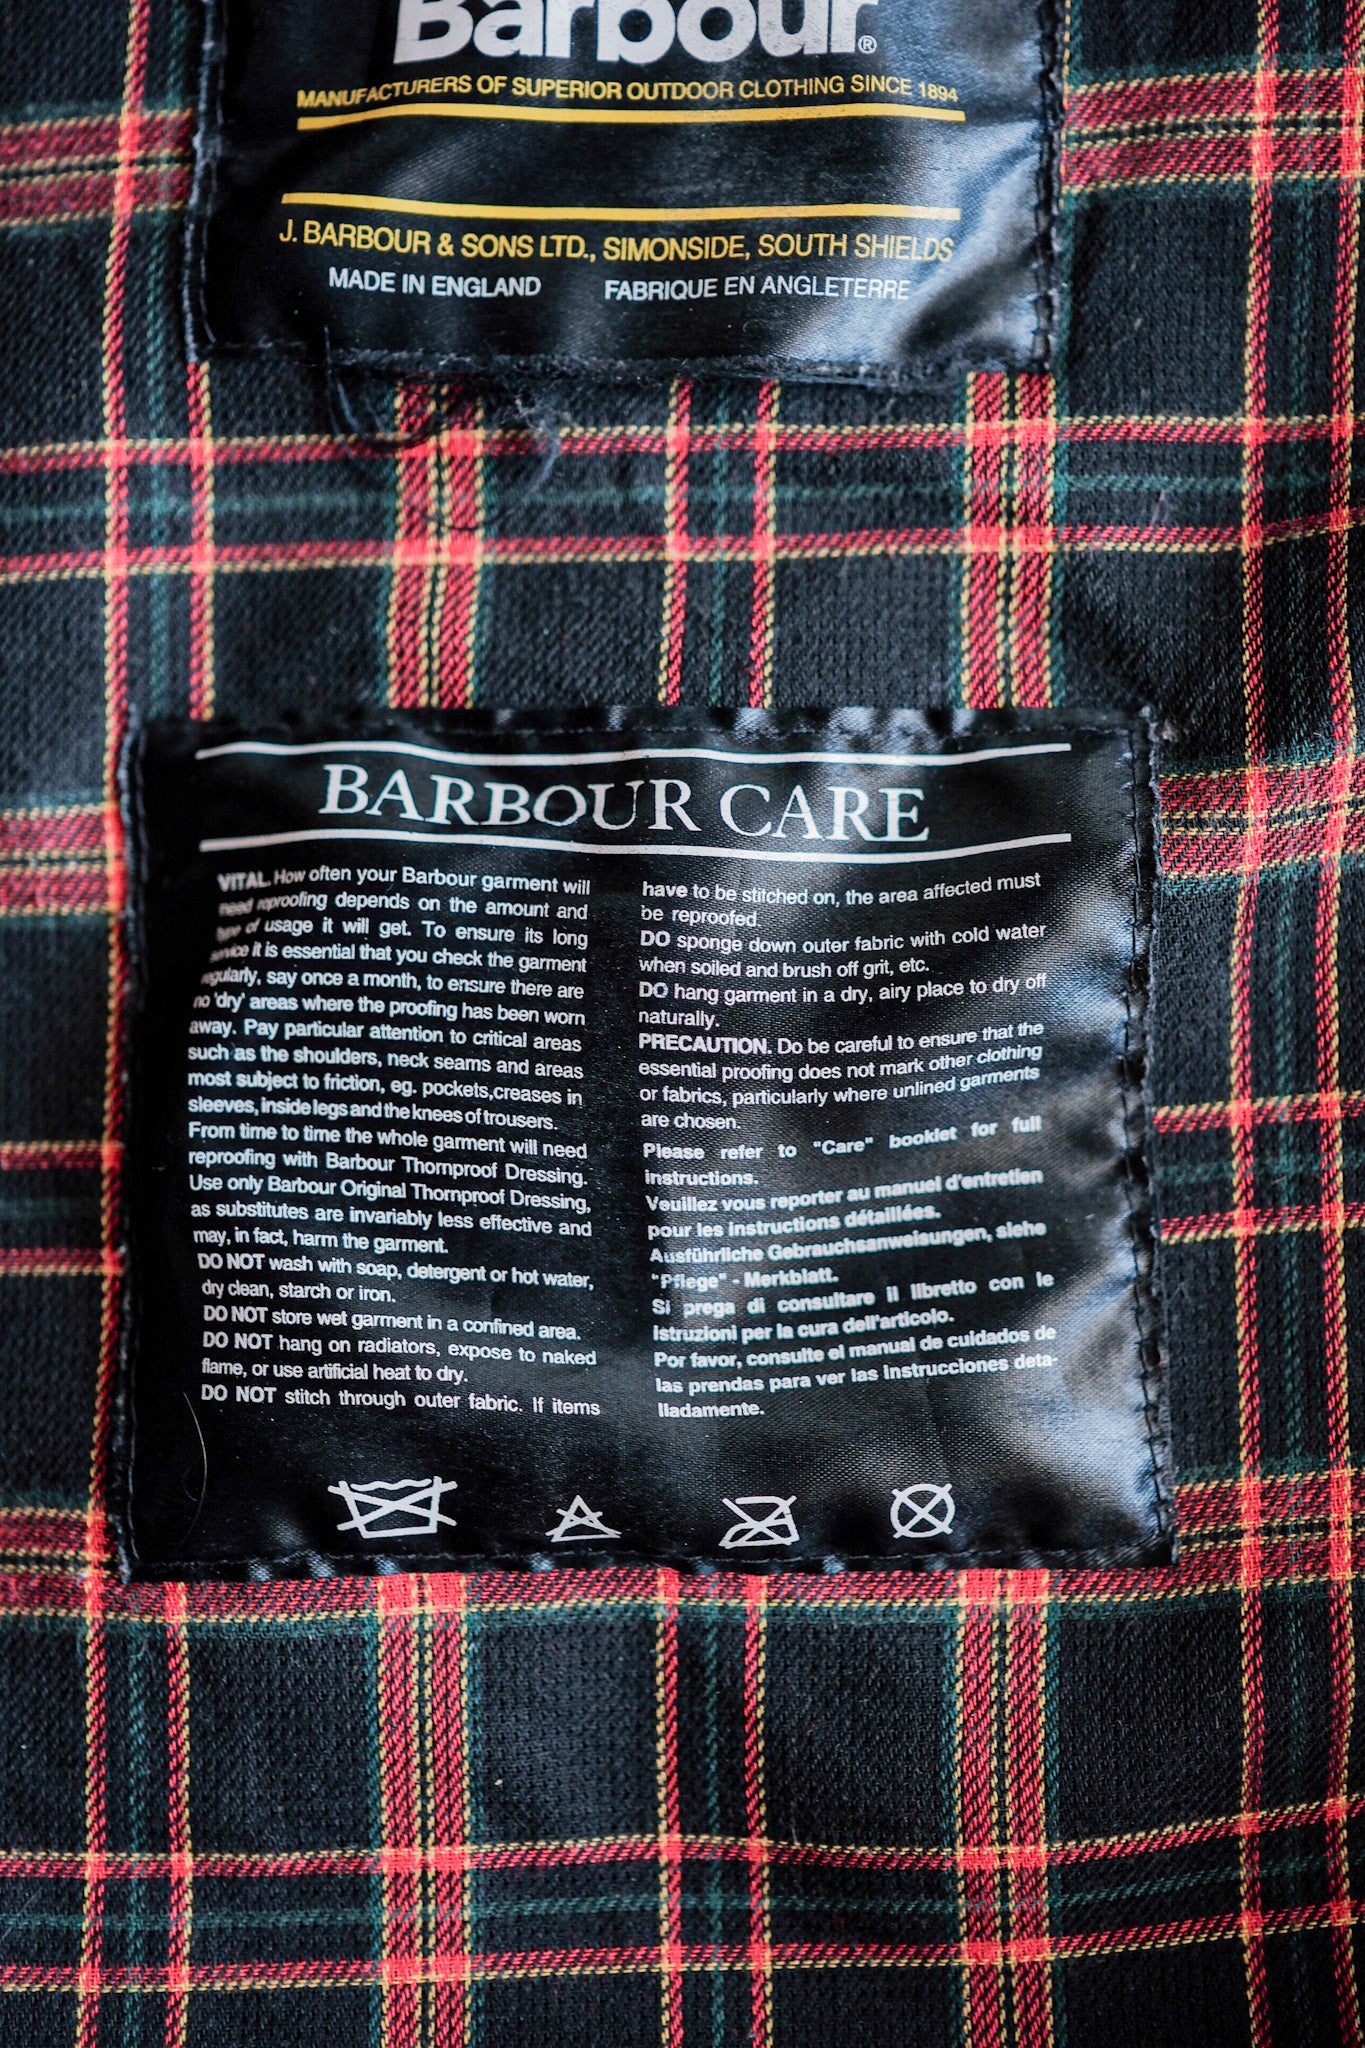 Barbour®
MANUFACTURERS OF SUPERIOR OUTDOOR CLOTHING SINCE 1894
J. BARBOUR & SONS LTD., SIMONSIDE, SOUTH SHIELDS
MADE IN ENGLAND FABRIQUE EN ANGLETERRE
BARBOUR CARE
VITAL. How often your Barbour garment will
need reproofing depends on the amount and
type of usage it will get. To ensure its long
service it is essential that you check the garment
regularly, say once a month, to ensure there are
no 'dry' areas where the proofing has been worn
away. Pay particular attention to critical areas
such as the shoulders, neck seams and areas
most subject to friction, eg. pockets,creases in
sleeves, inside legs and the knees of trousers.
From time to time the whole garment will need
reproofing with Barbour Thornproof Dressing.
Use only Barbour Original Thornproof Dressing,
as substitutes are invariably less effective and
may, in fact, harm the garment.
DO NOT wash with soap, detergent or hot water,
dry clean, starch or iron.
DO NOT store wet garment in a confined area.
DO NOT hang on radiators, expose to naked
flame, or use artificial heat to dry.
DO NOT stitch through outer fabric. If items
have to be stitched on, the area affected must
be reproofed.
DO sponge down outer fabric with cold water
when soiled and brush off grit, etc.
DO hang garment in a dry, airy place to dry off
naturally.
PRECAUTION. Do be careful to ensure that the
essential proofing does not mark other clothing
or fabrics, particularly where unlined garments
are chosen.
Please refer to "Care" booklet for full
instructions.
Veuillez vous reporter au manuel d'entretien
pour les instructions détaillées.
Ausführliche Gebrauchsanweisungen, siehe
"Pflege" - Merkblatt.
Si prega di consultare il libretto con le
istruzioni per la cura dell'articolo.
Por favor, consulte el manual de cuidados de
las prendas para ver las instrucciones deta-
lladamente.